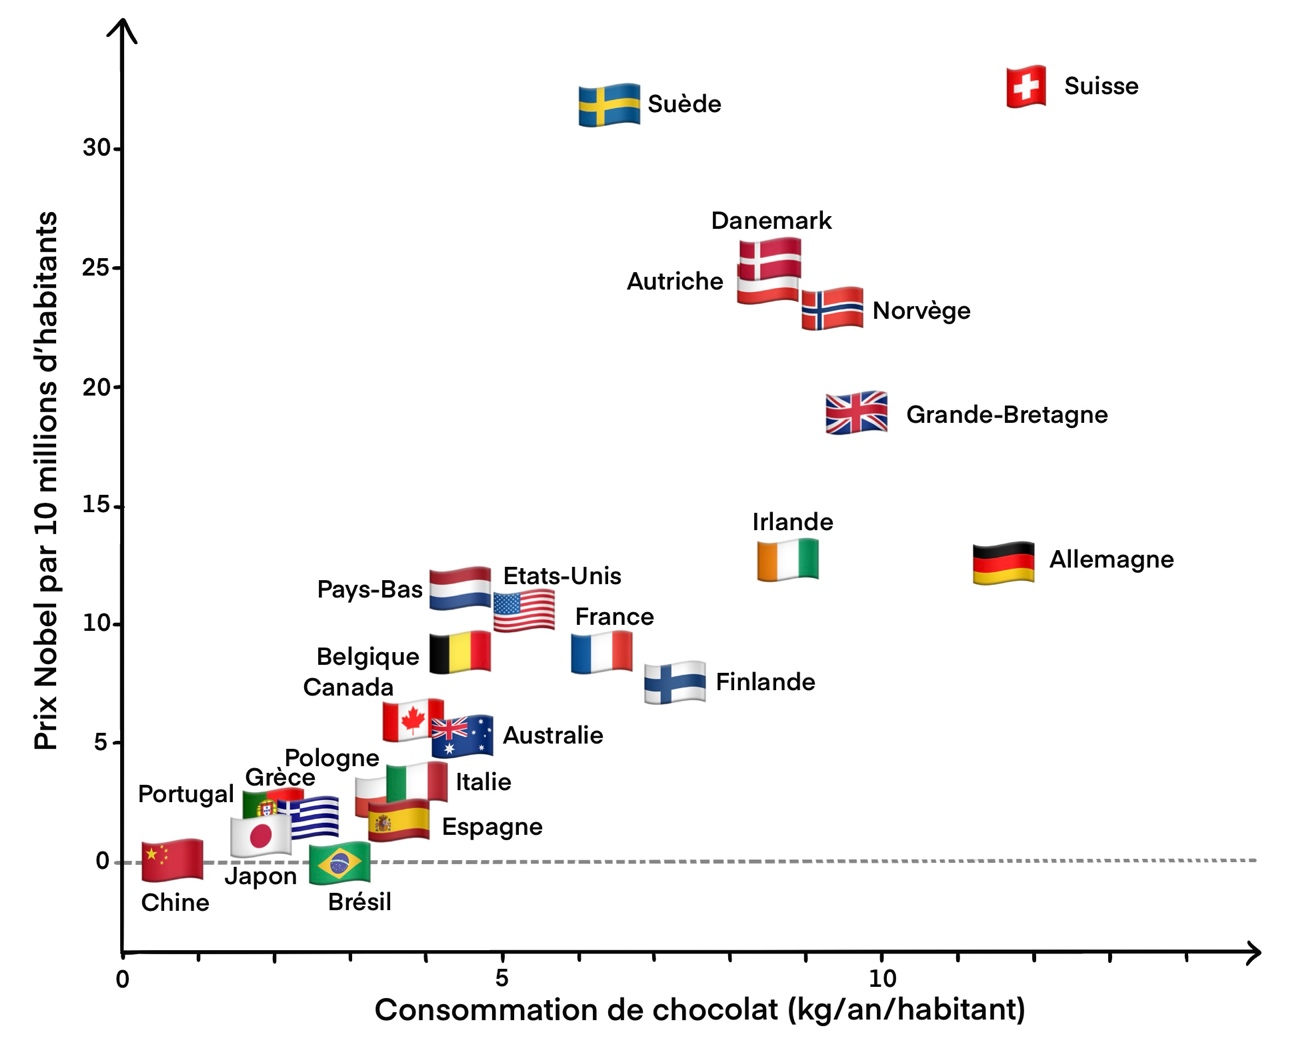 Prix Nobel par 10 millions d’habitants
30
25
20
15
10
5
0
Suède
Suisse
Danemark
Autriche
Norvège
Grande-Bretagne
Irlande
Allemagne
Pays-Bas
Etats-Unis
France
Belgique
Finlande
Canada
Australie
Pologne
Grèce
Italie
Portugal
Espagne
Japon
Chine
Brésil
0
5
10
Consommation de chocolat (kg/an/habitant)